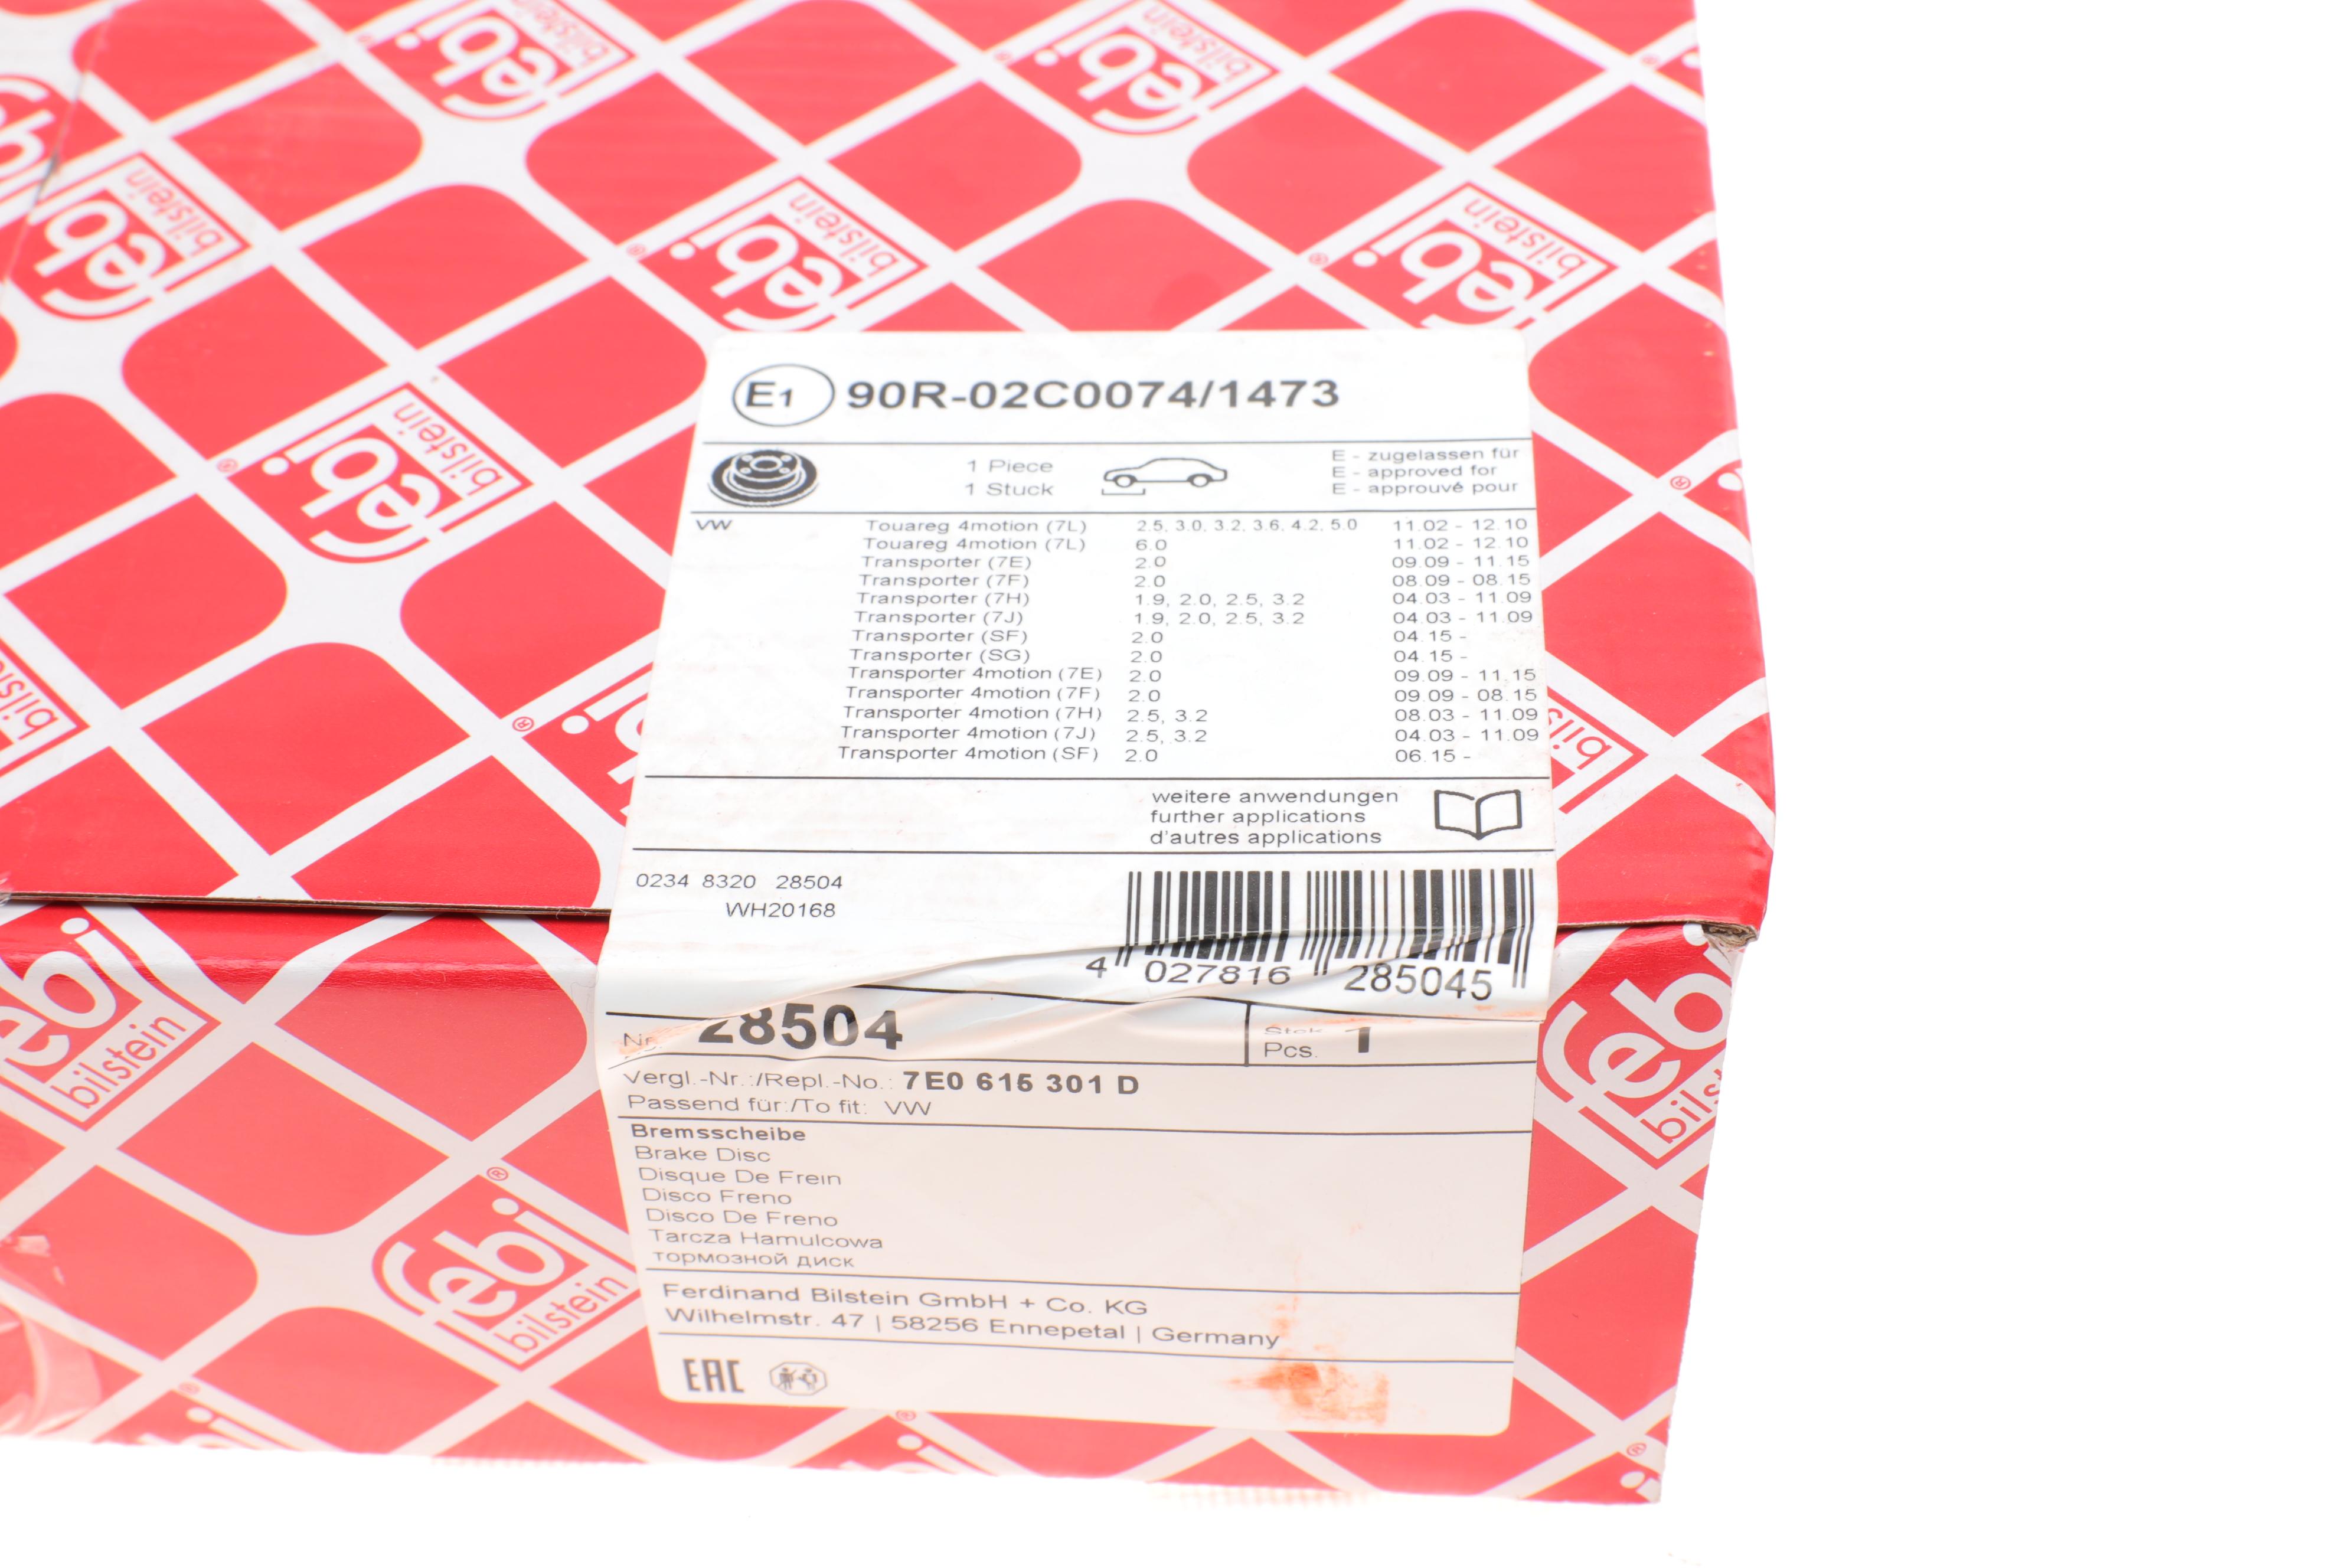 febi bilstein
E1 90R-02C0074/1473
1 Piece
1 Stuck
E - zugelassen für
E - approved for
E - approuvé pour
VW Touareg 4motion (7L) 2.5, 3.0, 3.2, 3.6, 4.2, 5.0 11.02 - 12.10
Touareg 4motion (7L) 6.0 11.02 - 12.10
Transporter (7E) 2.0 09.09 - 11.15
Transporter (7F) 2.0 08.09 - 08.15
Transporter (7H) 1.9, 2.0, 2.5, 3.2 04.03 - 11.09
Transporter (7J) 1.9, 2.0, 2.5, 3.2 04.03 - 11.09
Transporter (SF) 2.0 04.15 -
Transporter (SG) 2.0 04.15 -
Transporter 4motion (7E) 2.0 09.09 - 11.15
Transporter 4motion (7F) 2.0 09.09 - 08.15
Transporter 4motion (7H) 2.5, 3.2 08.03 - 11.09
Transporter 4motion (7J) 2.5, 3.2 04.03 - 11.09
Transporter 4motion (SF) 2.0 06.15 -
weitere anwendungen
further applications
d'autres applications
0234 8320 28504
WH20168
4 027816 285045
28504
Pcs. 1
Vergl.-Nr.:/Repl.-No.: 7E0 615 301 D
Passend für:/To fit: VW
Bremsscheibe
Brake Disc
Disque De Frein
Disco Freno
Disco De Freno
Tarcza Hamulcowa
тормозной диск
Ferdinand Bilstein GmbH + Co. KG
Wilhelmstr. 47 | 58256 Ennepetal | Germany
EAC